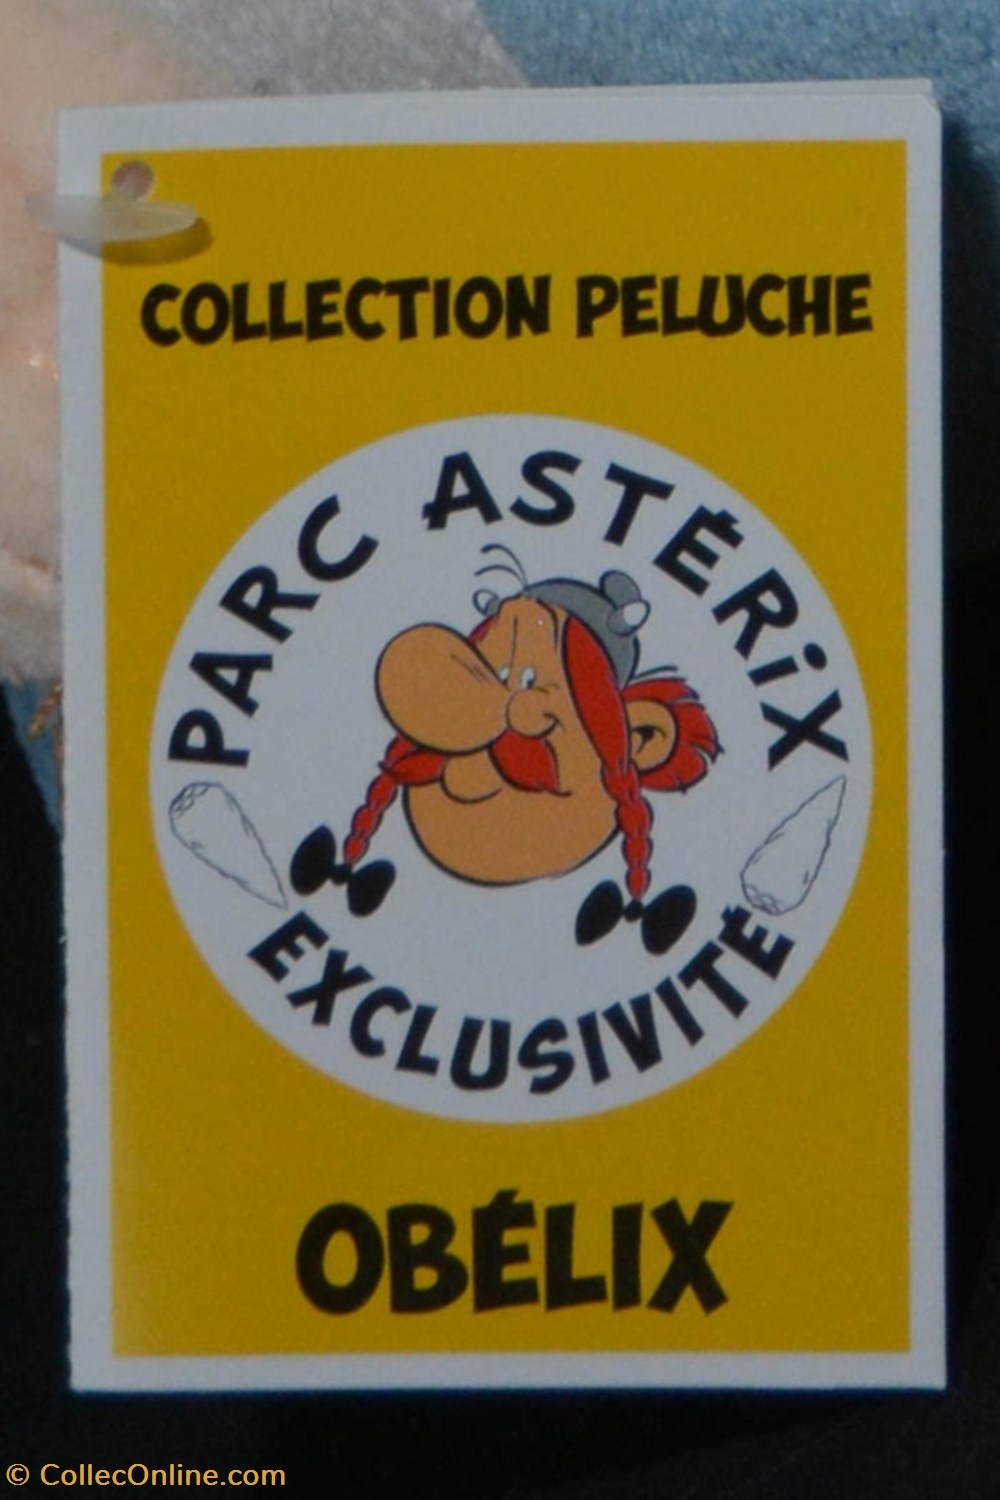 COLLECTION PELUCHE
PARC ASTÉRiX
EXCLUSIVITÉ
OBÉLIX
© CollecOnline.com